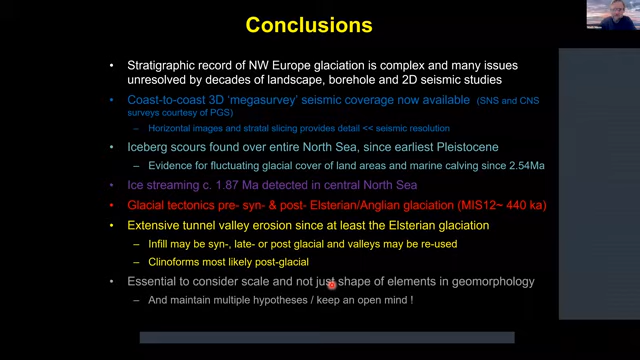 Conclusions
• Stratigraphic record of NW Europe glaciation is complex and many issues
unresolved by decades of landscape, borehole and 2D seismic studies
• Coast-to-coast 3D 'megasurvey' seismic coverage now available (SNS and CNS
surveys courtesy of PGS)
– Horizontal images and stratal slicing provides detail << seismic resolution
• Iceberg scours found over entire North Sea, since earliest Pleistocene
– Evidence for fluctuating glacial cover of land areas and marine calving since 2.54Ma
• Ice streaming c. 1.87 Ma detected in central North Sea
• Glacial tectonics pre- syn- & post- Elsterian/Anglian glaciation (MIS12~ 440 ka)
• Extensive tunnel valley erosion since at least the Elsterian glaciation
– Infill may be syn-, late- or post glacial and valleys may be re-used
– Clinoforms most likely post-glacial
• Essential to consider scale and not just shape of elements in geomorphology
– And maintain multiple hypotheses / keep an open mind !